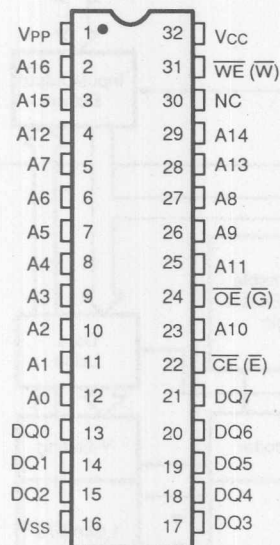 VPP 1 32 VCC
A16 2 31 W̅E̅ (W̅)
A15 3 30 NC
A12 4 29 A14
A7 5 28 A13
A6 6 27 A8
A5 7 26 A9
A4 8 25 A11
A3 9 24 O̅E̅ (G̅)
A2 10 23 A10
A1 11 22 C̅E̅ (E̅)
A0 12 21 DQ7
DQ0 13 20 DQ6
DQ1 14 19 DQ5
DQ2 15 18 DQ4
VSS 16 17 DQ3